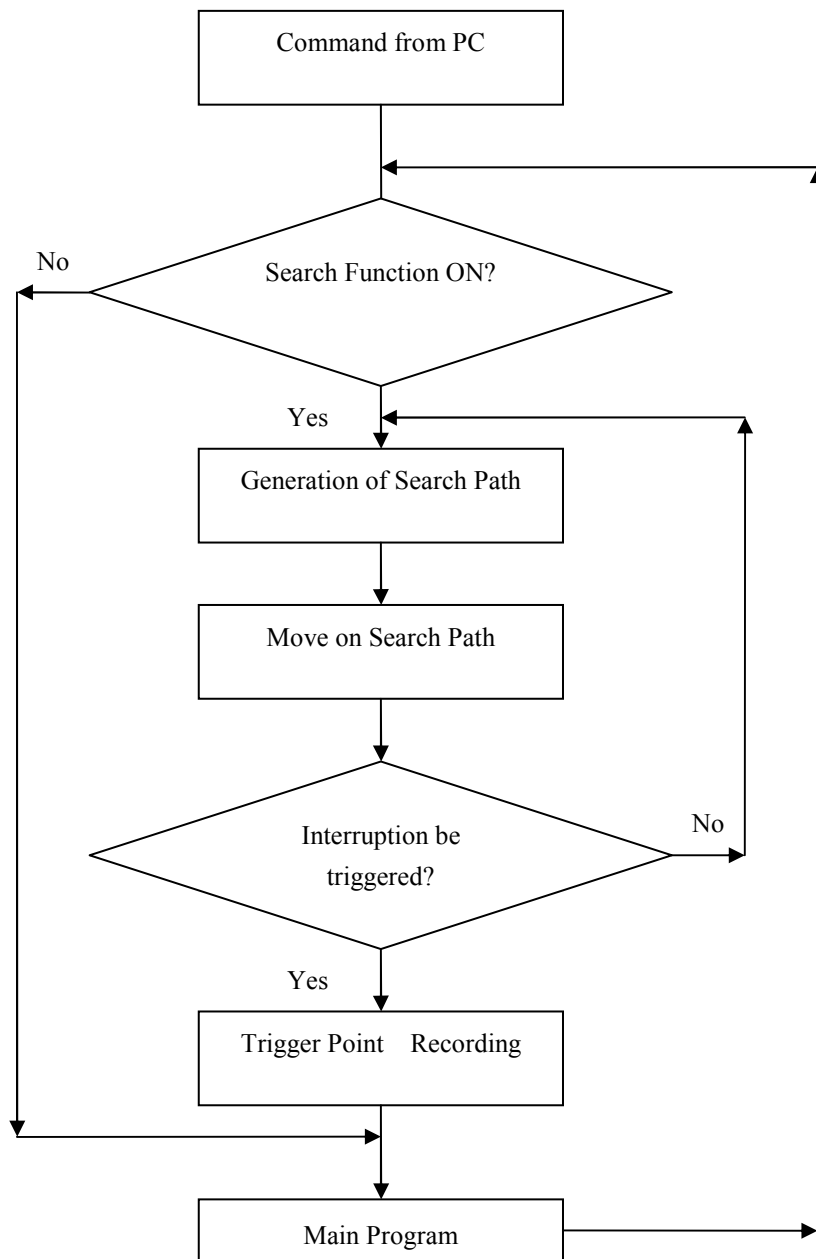 Command from PC
No
Search Function ON?
Yes
Generation of Search Path
Move on Search Path
No
Interruption be
triggered?
Yes
Trigger Point    Recording
Main Program